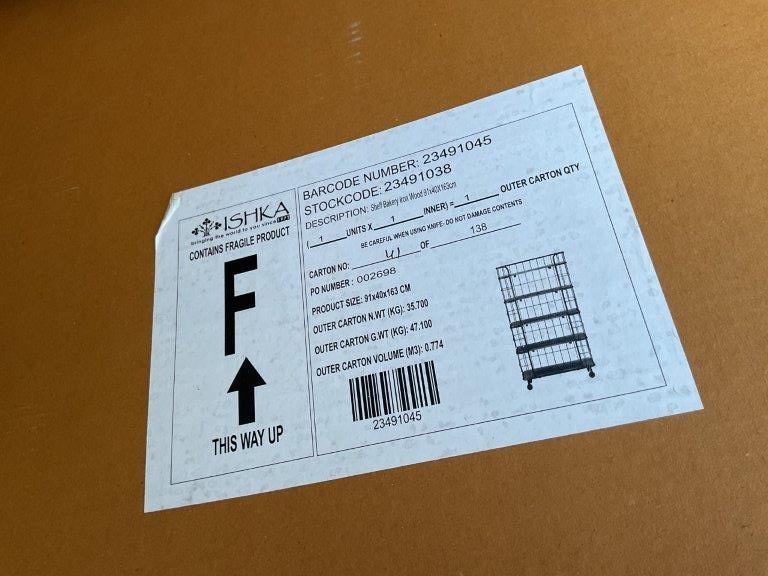 ISHKA
bringing the world to you since 1971
CONTAINS FRAGILE PRODUCT
F
THIS WAY UP
BARCODE NUMBER: 23491045
STOCKCODE: 23491038
DESCRIPTION: Shelf Bakery Iron Wood 91x40X163cm
( 1 UNITS X 1 INNER) = 1 OUTER CARTON QTY
BE CAREFUL WHEN USING KNIFE- DO NOT DAMAGE CONTENTS
CARTON NO: 41 OF 138
PO NUMBER : 002698
PRODUCT SIZE: 91x40x163 CM
OUTER CARTON N.WT (KG): 35.700
OUTER CARTON G.WT (KG): 47.100
OUTER CARTON VOLUME (M3): 0.774
23491045